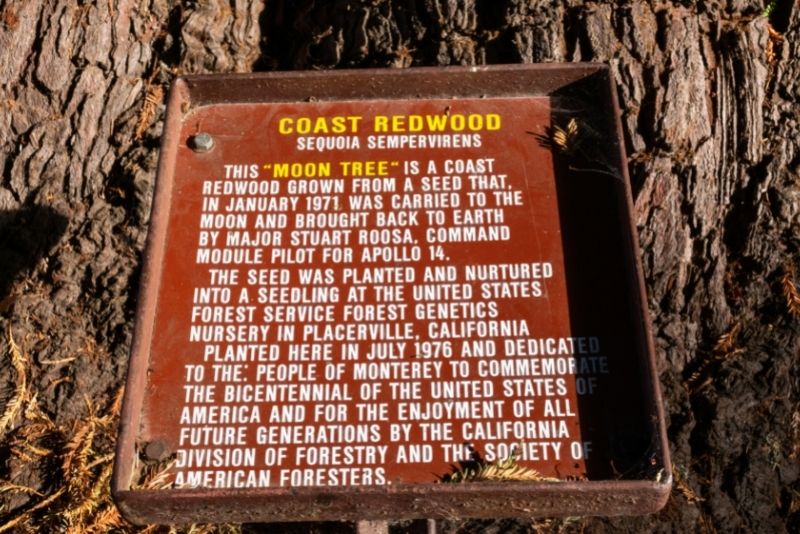 COAST REDWOOD
SEQUOIA SEMPERVIRENS
THIS "MOON TREE" IS A COAST
REDWOOD GROWN FROM A SEED THAT,
IN JANUARY 1971, WAS CARRIED TO THE
MOON AND BROUGHT BACK TO EARTH
BY MAJOR STUART ROOSA, COMMAND
MODULE PILOT FOR APOLLO 14.
THE SEED WAS PLANTED AND NURTURED
INTO A SEEDLING AT THE UNITED STATES
FOREST SERVICE FOREST GENETICS
NURSERY IN PLACERVILLE, CALIFORNIA
PLANTED HERE IN JULY 1976 AND DEDICATED
TO THE: PEOPLE OF MONTEREY TO COMMEMORATE
THE BICENTENNIAL OF THE UNITED STATES OF
AMERICA AND FOR THE ENJOYMENT OF ALL
FUTURE GENERATIONS BY THE CALIFORNIA
DIVISION OF FORESTRY AND THE SOCIETY OF
AMERICAN FORESTERS.